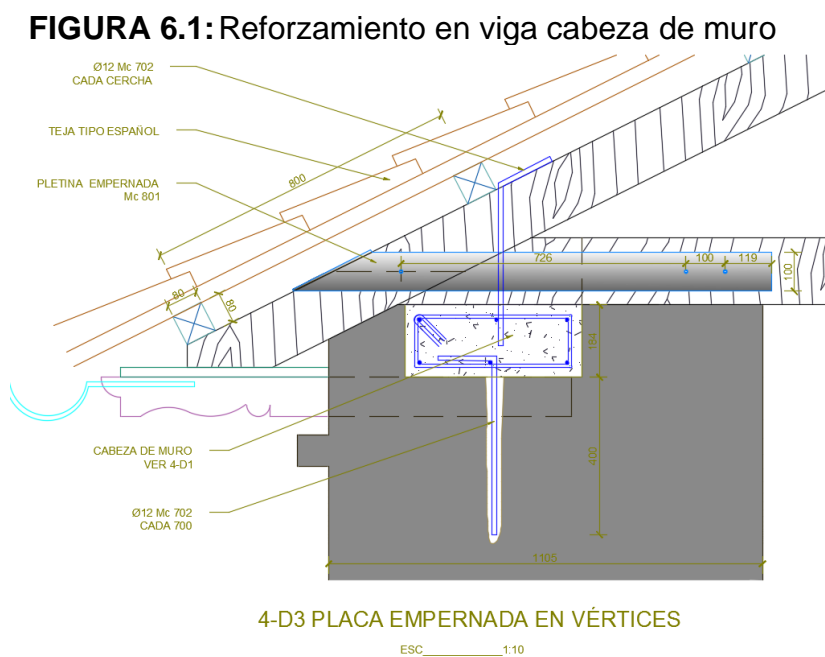 FIGURA 6.1: Reforzamiento en viga cabeza de muro
Ø12 Mc 702
CADA CERCHA
TEJA TIPO ESPAÑOL
PLETINA EMPERNADA
Mc 801
800
80
80
726
100
119
100
184
400
1105
CABEZA DE MURO
VER 4-D1
Ø12 Mc 702
CADA 700
4-D3 PLACA EMPERNADA EN VÉRTICES
ESC____________1:10